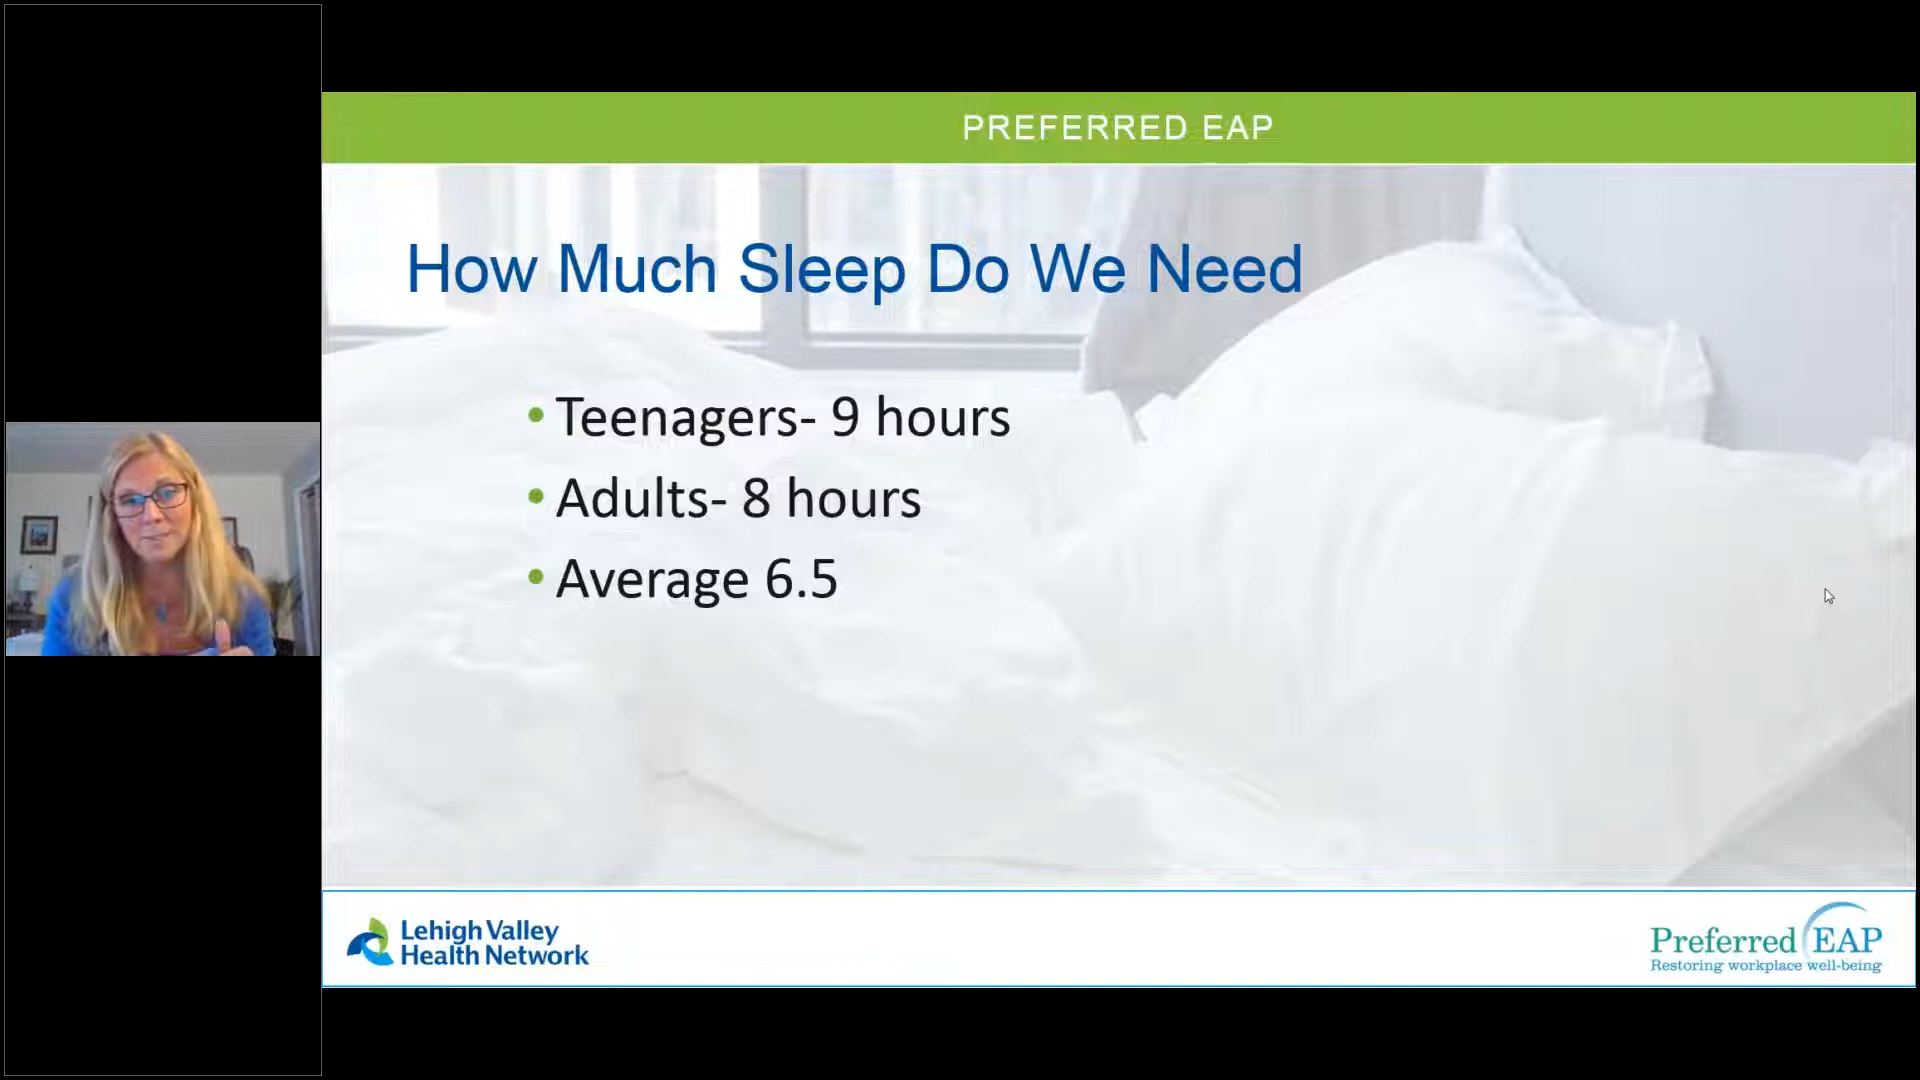 PREFERRED EAP
How Much Sleep Do We Need
• Teenagers- 9 hours
• Adults- 8 hours
• Average 6.5
Lehigh Valley
Health Network
Preferred EAP
Restoring workplace well-being